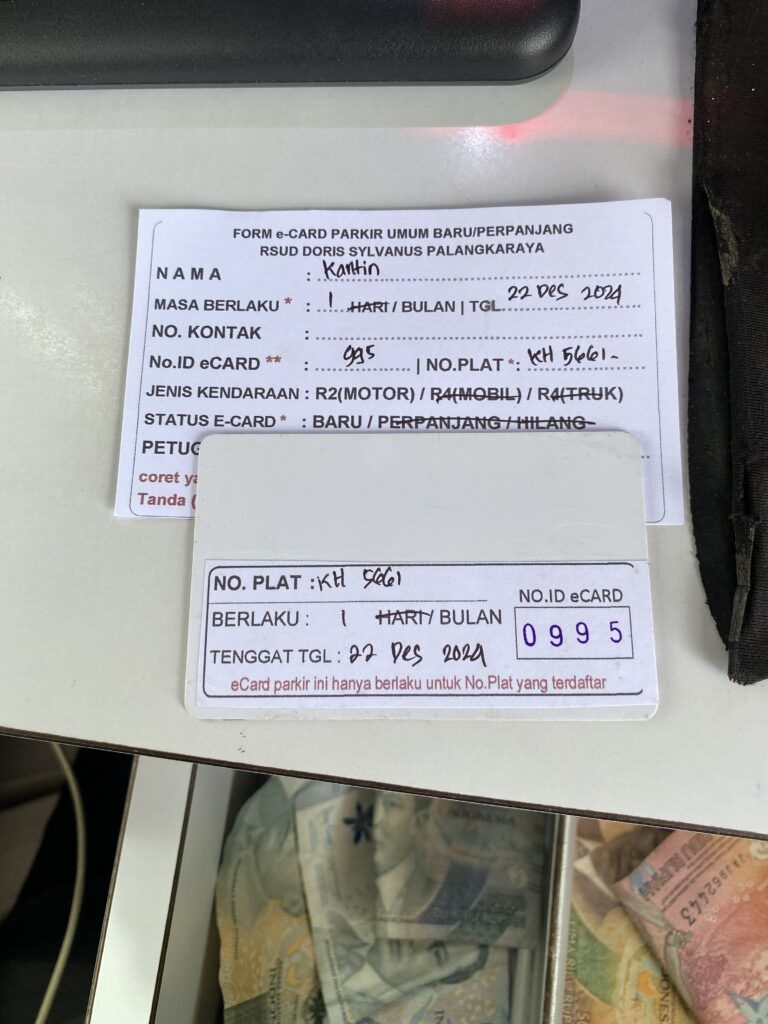 FORM e-CARD PARKIR UMUM BARU/PERPANJANG
RSUD DORIS SYLVANUS PALANGKARAYA
NAMA : Kantin
MASA BERLAKU * : 1 HARI / BULAN | TGL 22 Des 2024
NO. KONTAK :
No.ID eCARD ** : 995 | NO.PLAT * : KH 5661-
JENIS KENDARAAN : R2(MOTOR) / R4(MOBIL) / R4(TRUK)
STATUS E-CARD * : BARU / PERPANJANG / HILANG
PETUG
coret ya
Tanda (
NO. PLAT : KH 5661
BERLAKU : 1 HARI / BULAN
NO.ID eCARD
0995
TENGGAT TGL : 22 Des 2024
eCard parkir ini hanya berlaku untuk No.Plat yang terdaftar